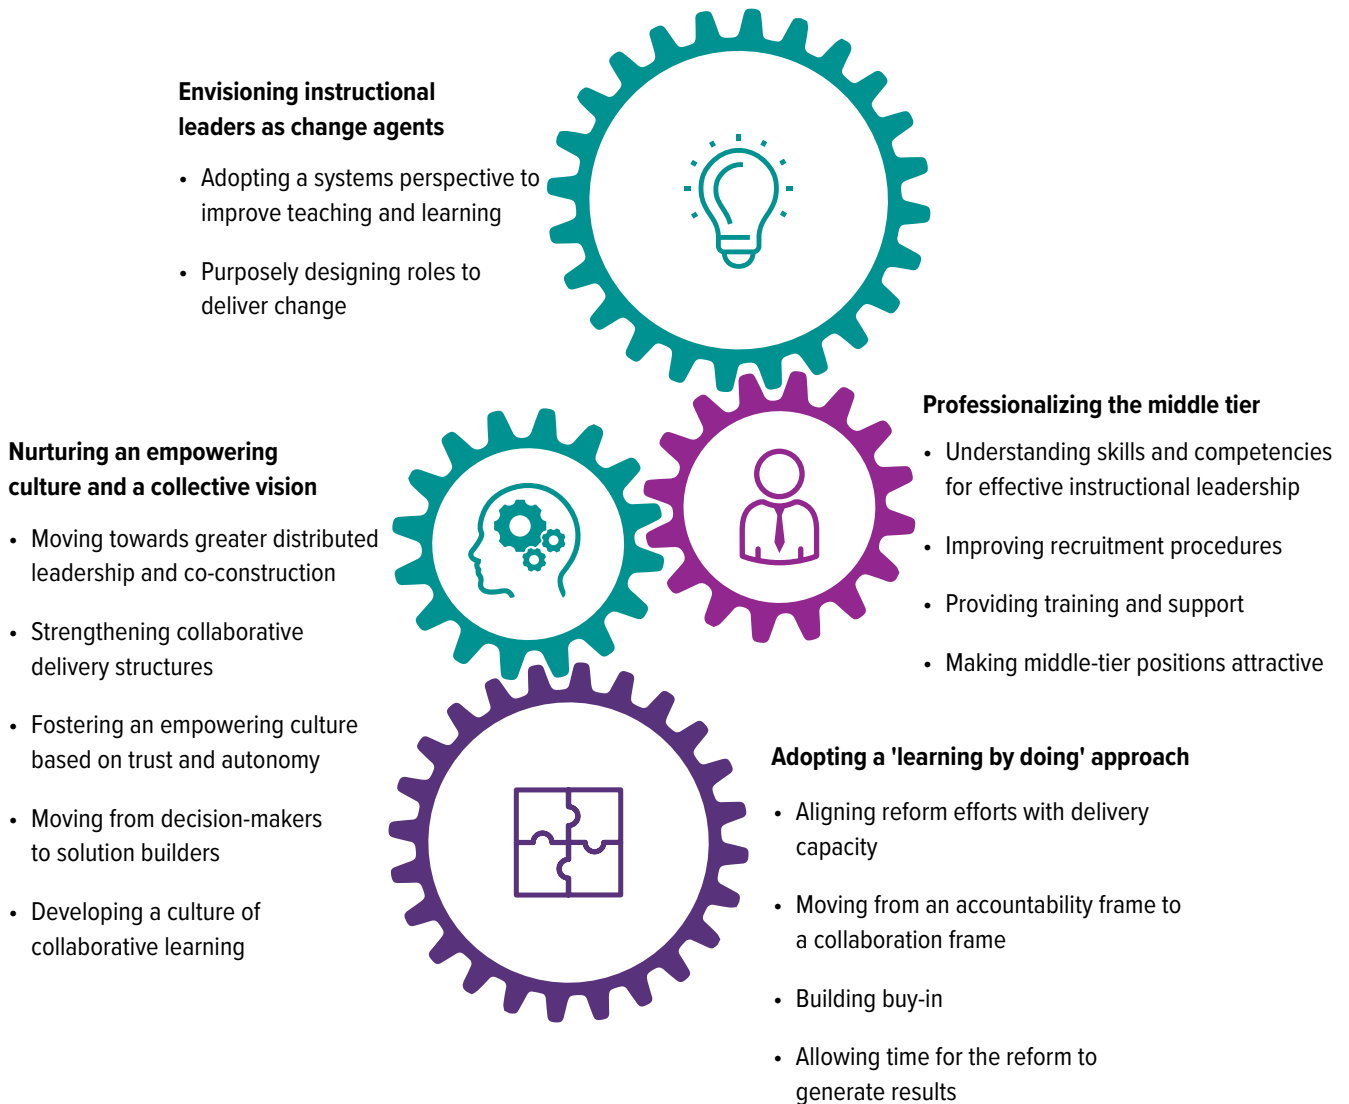 Envisioning instructional
leaders as change agents
• Adopting a systems perspective to
improve teaching and learning
• Purposely designing roles to
deliver change
Professionalizing the middle tier
• Understanding skills and competencies
for effective instructional leadership
• Improving recruitment procedures
• Providing training and support
• Making middle-tier positions attractive
Nurturing an empowering
culture and a collective vision
• Moving towards greater distributed
leadership and co-construction
• Strengthening collaborative
delivery structures
• Fostering an empowering culture
based on trust and autonomy
• Moving from decision-makers
to solution builders
• Developing a culture of
collaborative learning
Adopting a 'learning by doing' approach
• Aligning reform efforts with delivery
capacity
• Moving from an accountability frame to
a collaboration frame
• Building buy-in
• Allowing time for the reform to
generate results